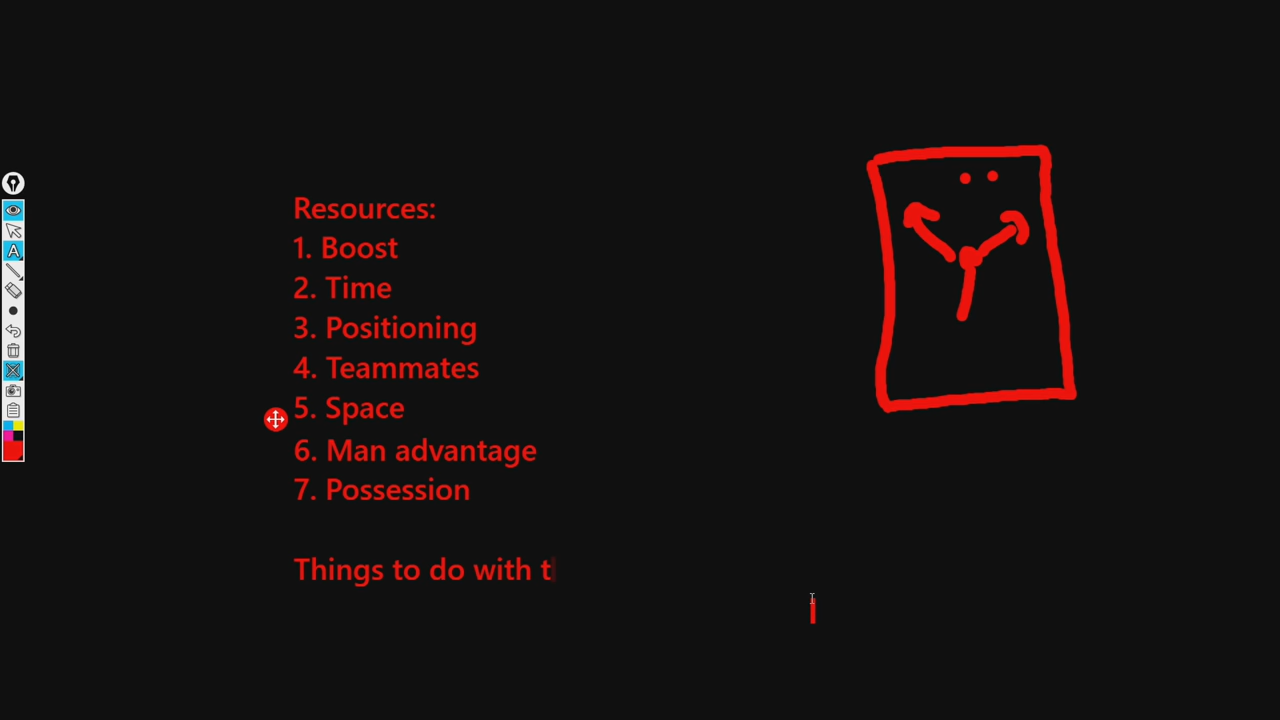 Resources:
1. Boost
2. Time
3. Positioning
4. Teammates
5. Space
6. Man advantage
7. Possession
Things to do with t
A